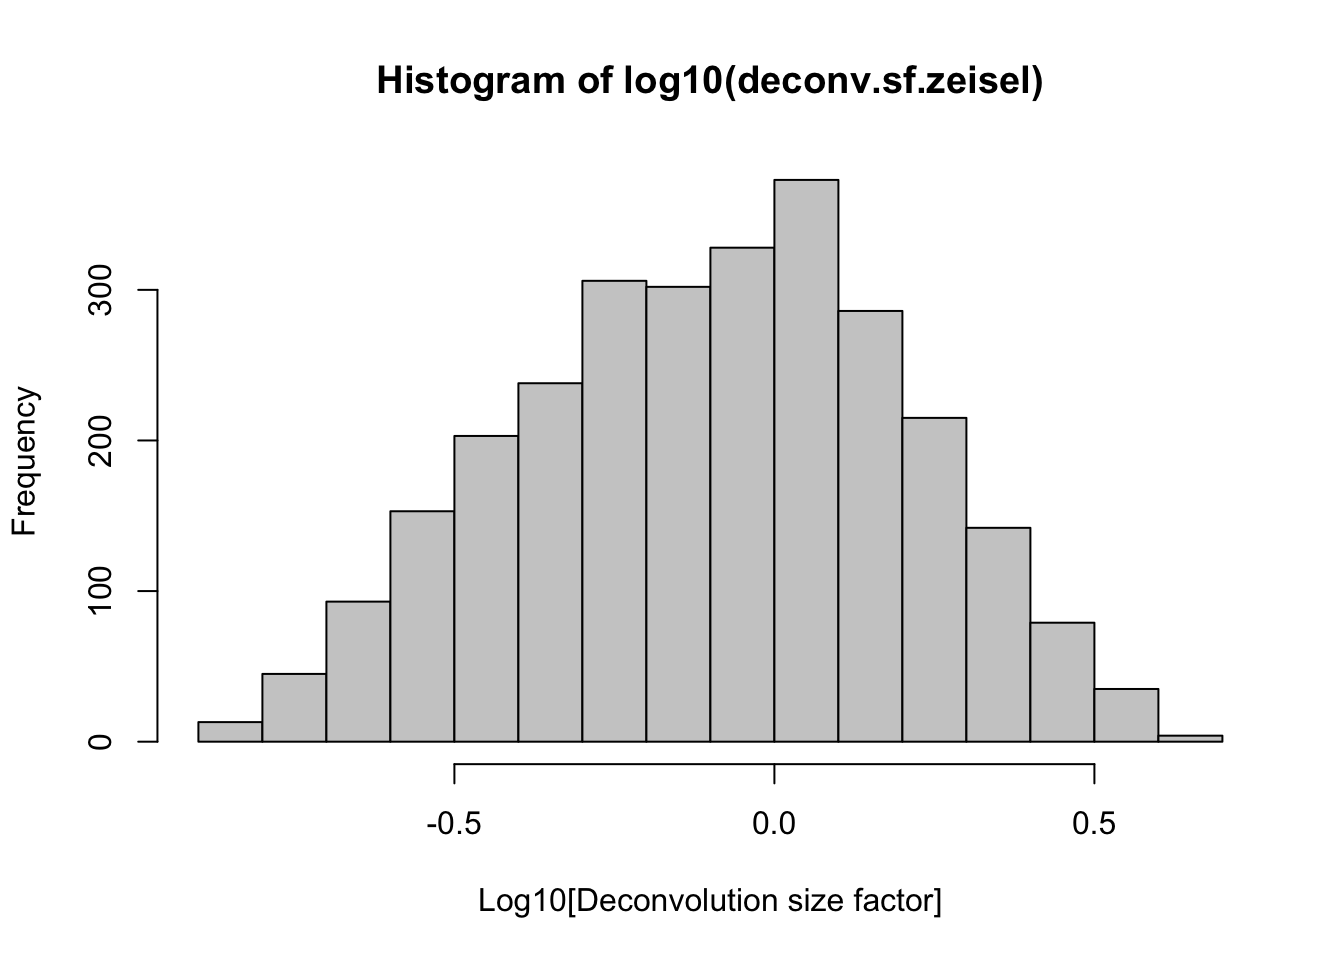 Histogram of log10(deconv.sf.zeisel)
Frequency
300
200
100
0
-0.5 0.0 0.5
Log10[Deconvolution size factor]